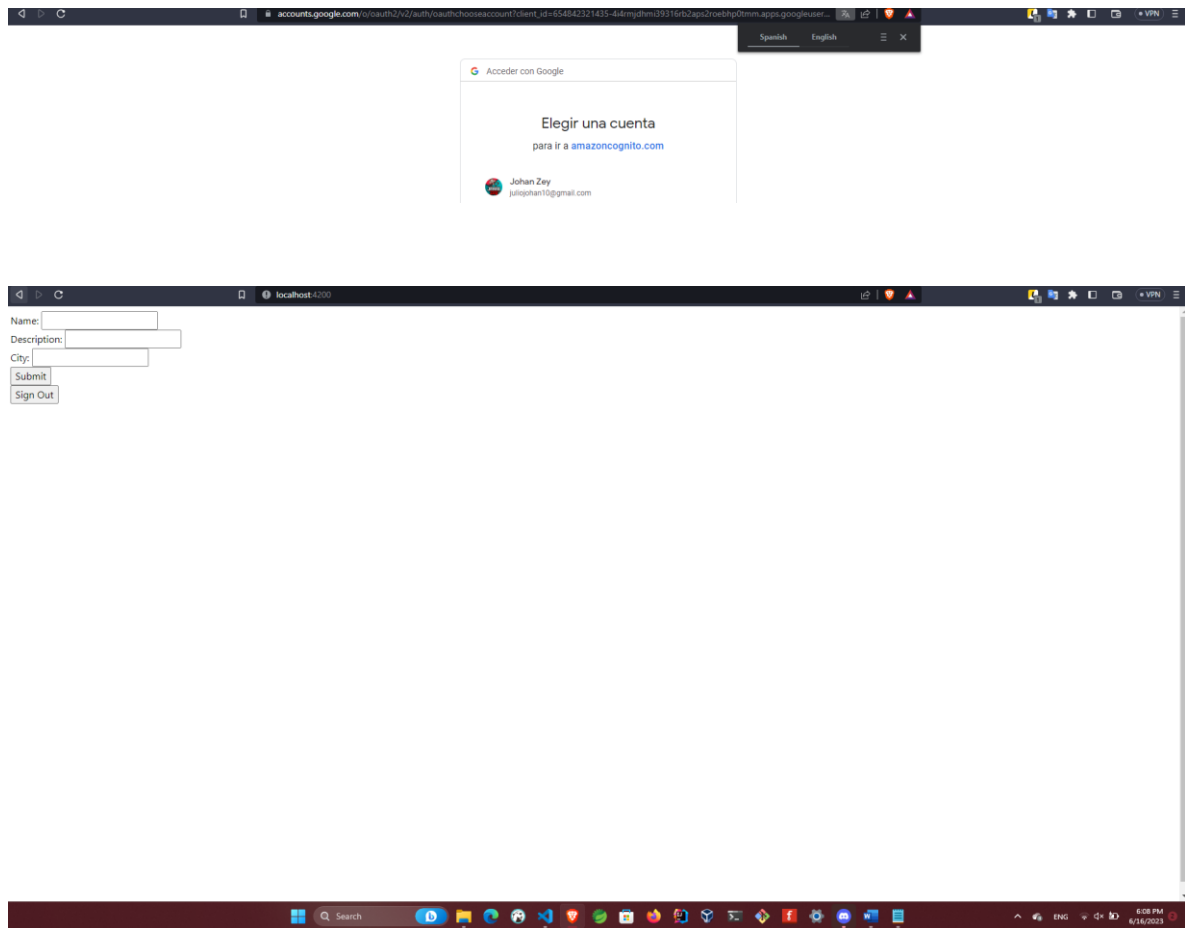 accounts.google.com/o/oauth2/v2/auth/oauthchooseaccount?client_id=654842321435-4i4rmjdhmi39316rb2aps2roebhp0tmm.apps.googleuser...
VPN
Spanish English
Acceder con Google
Elegir una cuenta
para ir a amazoncognito.com
Johan Zey
juliojohan10@gmail.com
localhost:4200
VPN
Name:
Description:
City:
Submit
Sign Out
Search
ENG
6:08 PM
6/16/2023